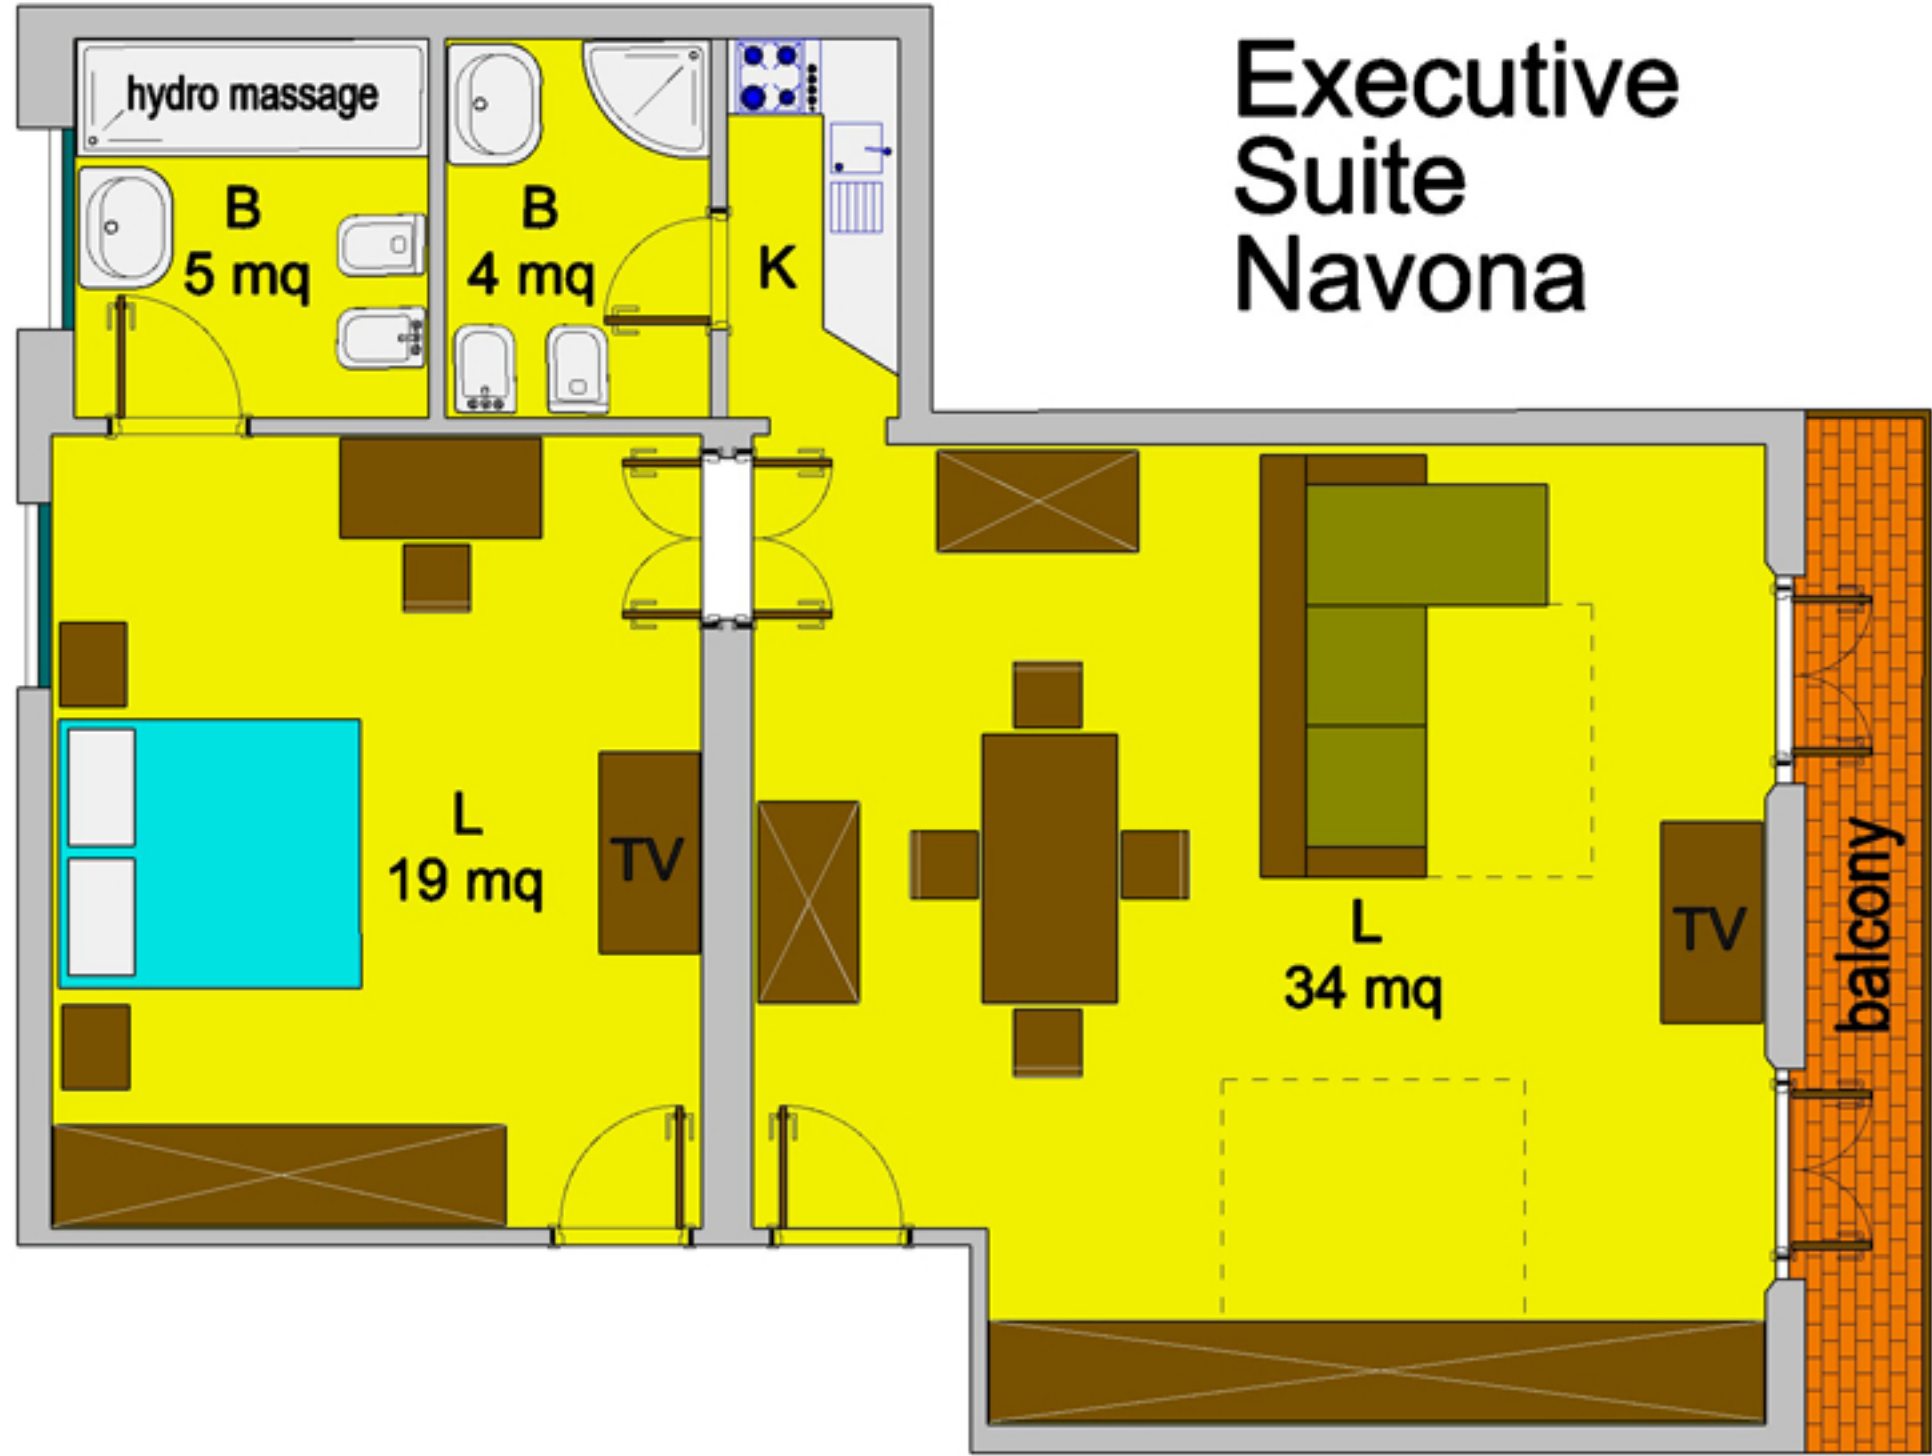 Executive
Suite
Navona
hydro massage
B
5 mq
B
4 mq
K
L
19 mq
TV
L
34 mq
TV
balcony